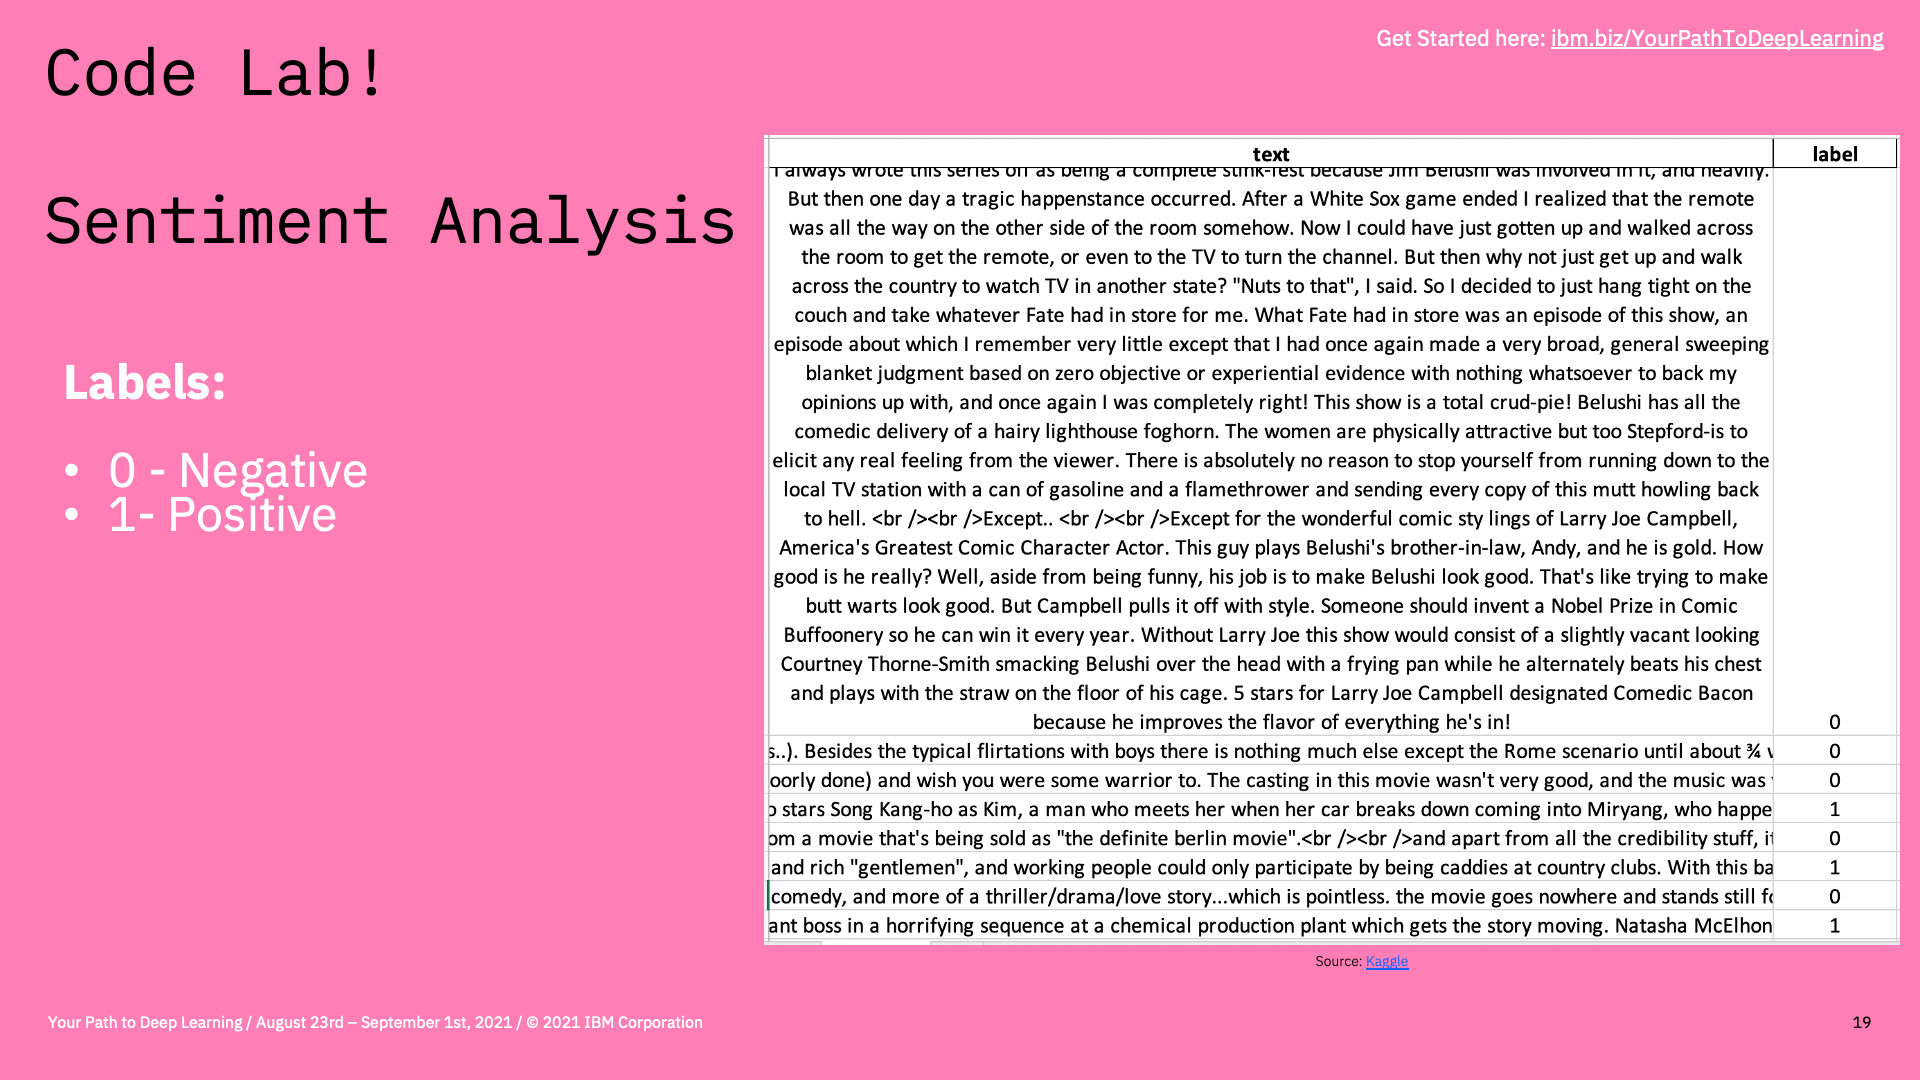 Code Lab!
Get Started here: ibm.biz/YourPathToDeepLearning
Sentiment Analysis
Labels:
• 0 - Negative
• 1- Positive
text label
I always wrote this series off as being a complete stink-fest because Jim Belushi was involved in it, and heavily.
But then one day a tragic happenstance occurred. After a White Sox game ended I realized that the remote
was all the way on the other side of the room somehow. Now I could have just gotten up and walked across
the room to get the remote, or even to the TV to turn the channel. But then why not just get up and walk
across the country to watch TV in another state? "Nuts to that", I said. So I decided to just hang tight on the
couch and take whatever Fate had in store for me. What Fate had in store was an episode of this show, an
episode about which I remember very little except that I had once again made a very broad, general sweeping
blanket judgment based on zero objective or experiential evidence with nothing whatsoever to back my
opinions up with, and once again I was completely right! This show is a total crud-pie! Belushi has all the
comedic delivery of a hairy lighthouse foghorn. The women are physically attractive but too Stepford-is to
elicit any real feeling from the viewer. There is absolutely no reason to stop yourself from running down to the
local TV station with a can of gasoline and a flamethrower and sending every copy of this mutt howling back
to hell. <br /><br />Except.. <br /><br />Except for the wonderful comic sty lings of Larry Joe Campbell,
America's Greatest Comic Character Actor. This guy plays Belushi's brother-in-law, Andy, and he is gold. How
good is he really? Well, aside from being funny, his job is to make Belushi look good. That's like trying to make
butt warts look good. But Campbell pulls it off with style. Someone should invent a Nobel Prize in Comic
Buffoonery so he can win it every year. Without Larry Joe this show would consist of a slightly vacant looking
Courtney Thorne-Smith smacking Belushi over the head with a frying pan while he alternately beats his chest
and plays with the straw on the floor of his cage. 5 stars for Larry Joe Campbell designated Comedic Bacon
because he improves the flavor of everything he's in! 0
s..). Besides the typical flirtations with boys there is nothing much else except the Rome scenario until about ¾ 0
oorly done) and wish you were some warrior to. The casting in this movie wasn't very good, and the music was 0
o stars Song Kang-ho as Kim, a man who meets her when her car breaks down coming into Miryang, who happe 1
om a movie that's being sold as "the definite berlin movie".<br /><br />and apart from all the credibility stuff, it 0
and rich "gentlemen", and working people could only participate by being caddies at country clubs. With this ba 1
comedy, and more of a thriller/drama/love story...which is pointless. the movie goes nowhere and stands still fo 0
ant boss in a horrifying sequence at a chemical production plant which gets the story moving. Natasha McElhon 1
Source: Kaggle
Your Path to Deep Learning / August 23rd – September 1st, 2021 / © 2021 IBM Corporation
19